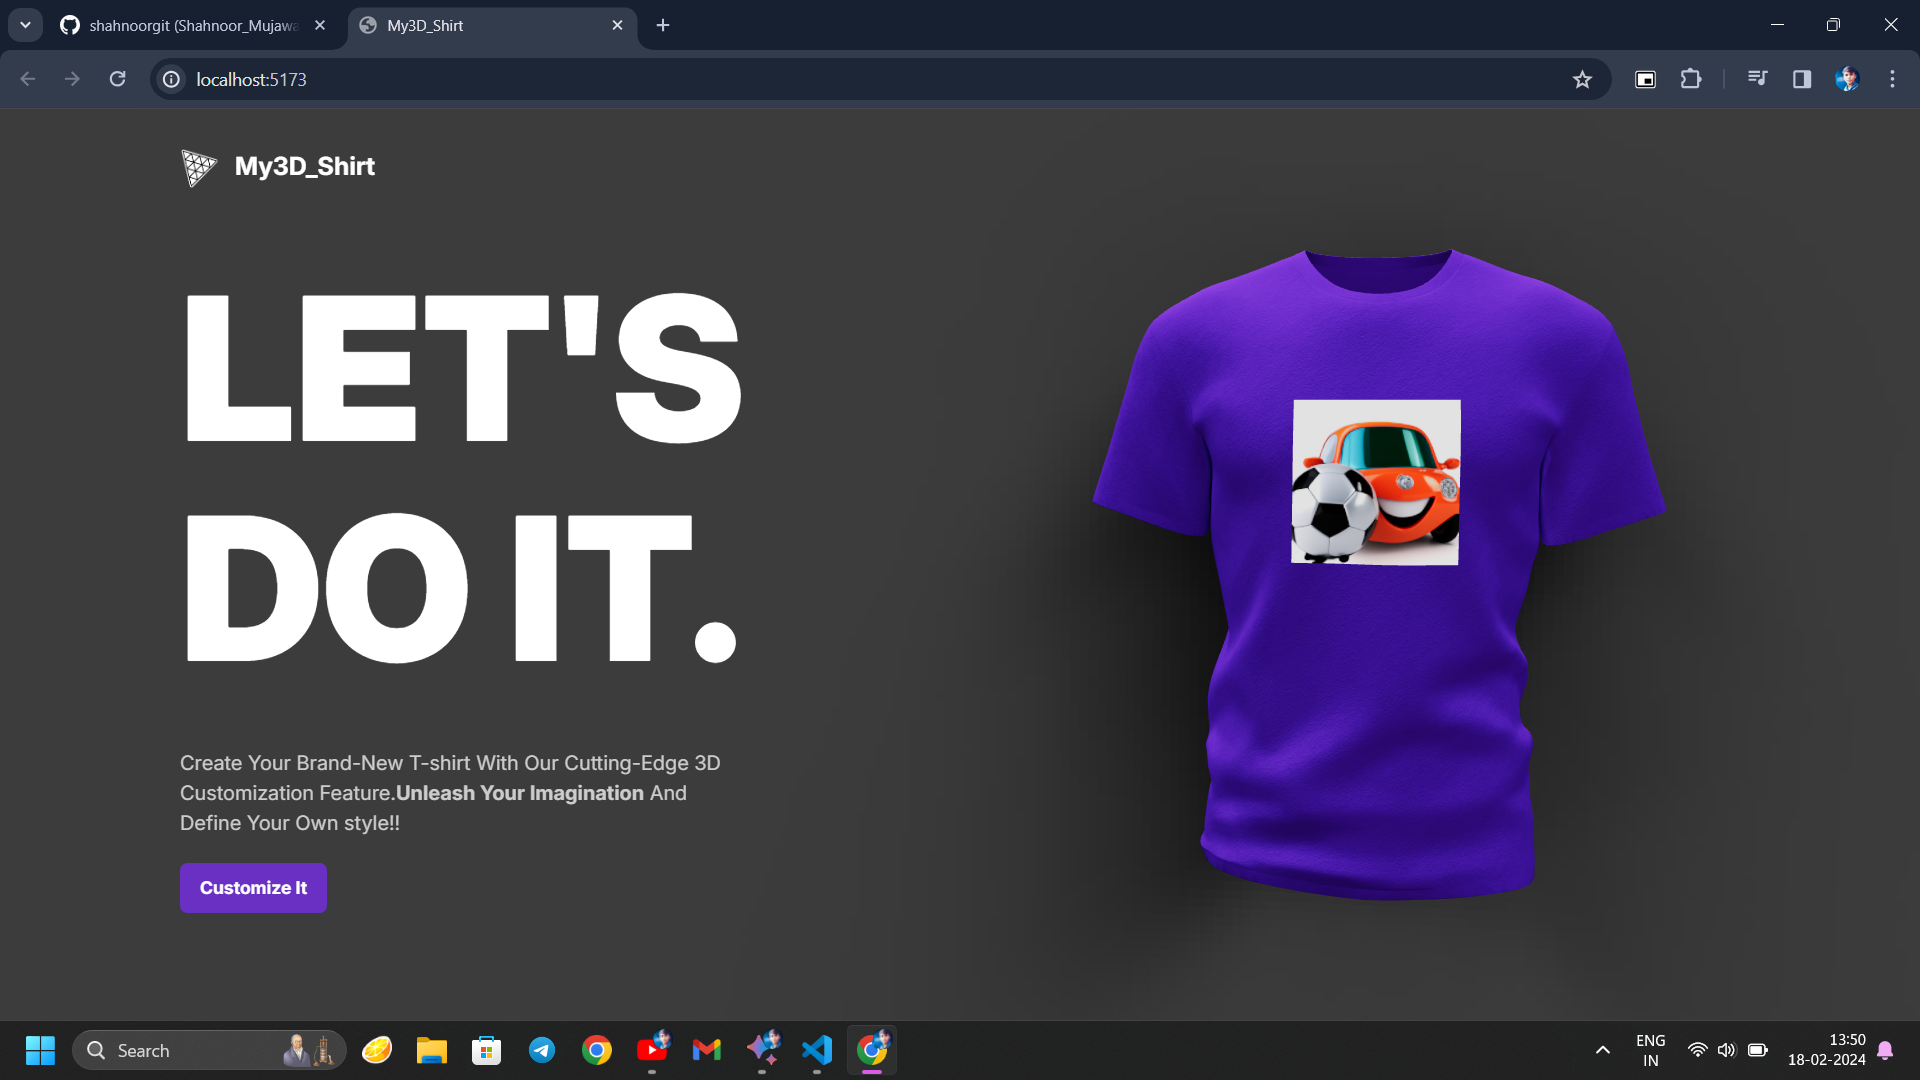 shahnoorgit (Shahnoor_Mujawa
My3D_Shirt
localhost:5173
My3D_Shirt
LET'S
DO IT.
Create Your Brand-New T-shirt With Our Cutting-Edge 3D
Customization Feature.Unleash Your Imagination And
Define Your Own style!!
Customize It
Search
ENG
IN
13:50
18-02-2024